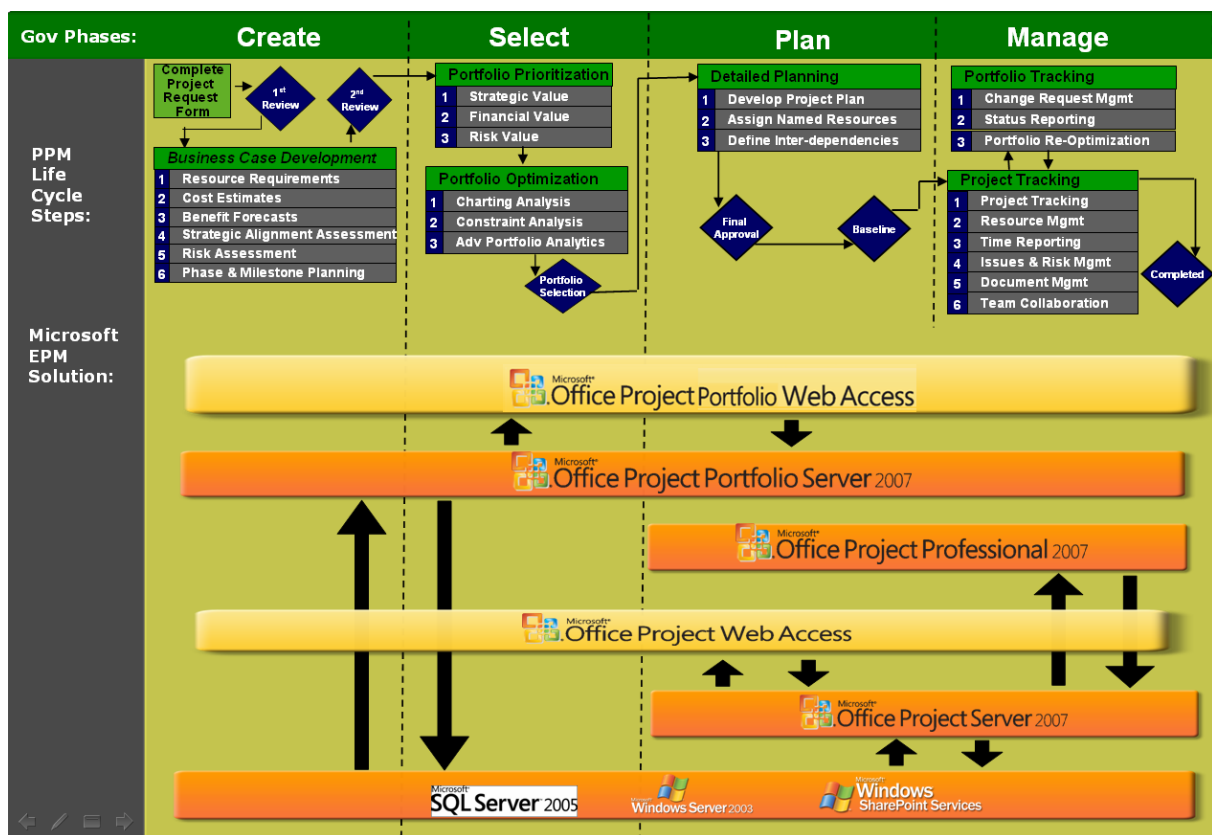 Gov Phases:
Create
Select
Plan
Manage
PPM
Life
Cycle
Steps:
Complete
Project
Request
Form
1st
Review
2nd
Review
Business Case Development
1 Resource Requirements
2 Cost Estimates
3 Benefit Forecasts
4 Strategic Alignment Assessment
5 Risk Assessment
6 Phase & Milestone Planning
Portfolio Prioritization
1 Strategic Value
2 Financial Value
3 Risk Value
Portfolio Optimization
1 Charting Analysis
2 Constraint Analysis
3 Adv Portfolio Analytics
Portfolio
Selection
Detailed Planning
1 Develop Project Plan
2 Assign Named Resources
3 Define Inter-dependencies
Final
Approval
Baseline
Portfolio Tracking
1 Change Request Mgmt
2 Status Reporting
3 Portfolio Re-Optimization
Project Tracking
1 Project Tracking
2 Resource Mgmt
3 Time Reporting
4 Issues & Risk Mgmt
5 Document Mgmt
6 Team Collaboration
Completed
Microsoft
EPM
Solution:
Microsoft®
Office Project Portfolio Web Access
Microsoft®
Office Project Portfolio Server 2007
Microsoft®
Office Project Professional 2007
Microsoft®
Office Project Web Access
Microsoft®
Office Project Server 2007
Microsoft®
SQL Server™ 2005
Microsoft®
Windows Server 2003
Microsoft®
Windows
SharePoint Services